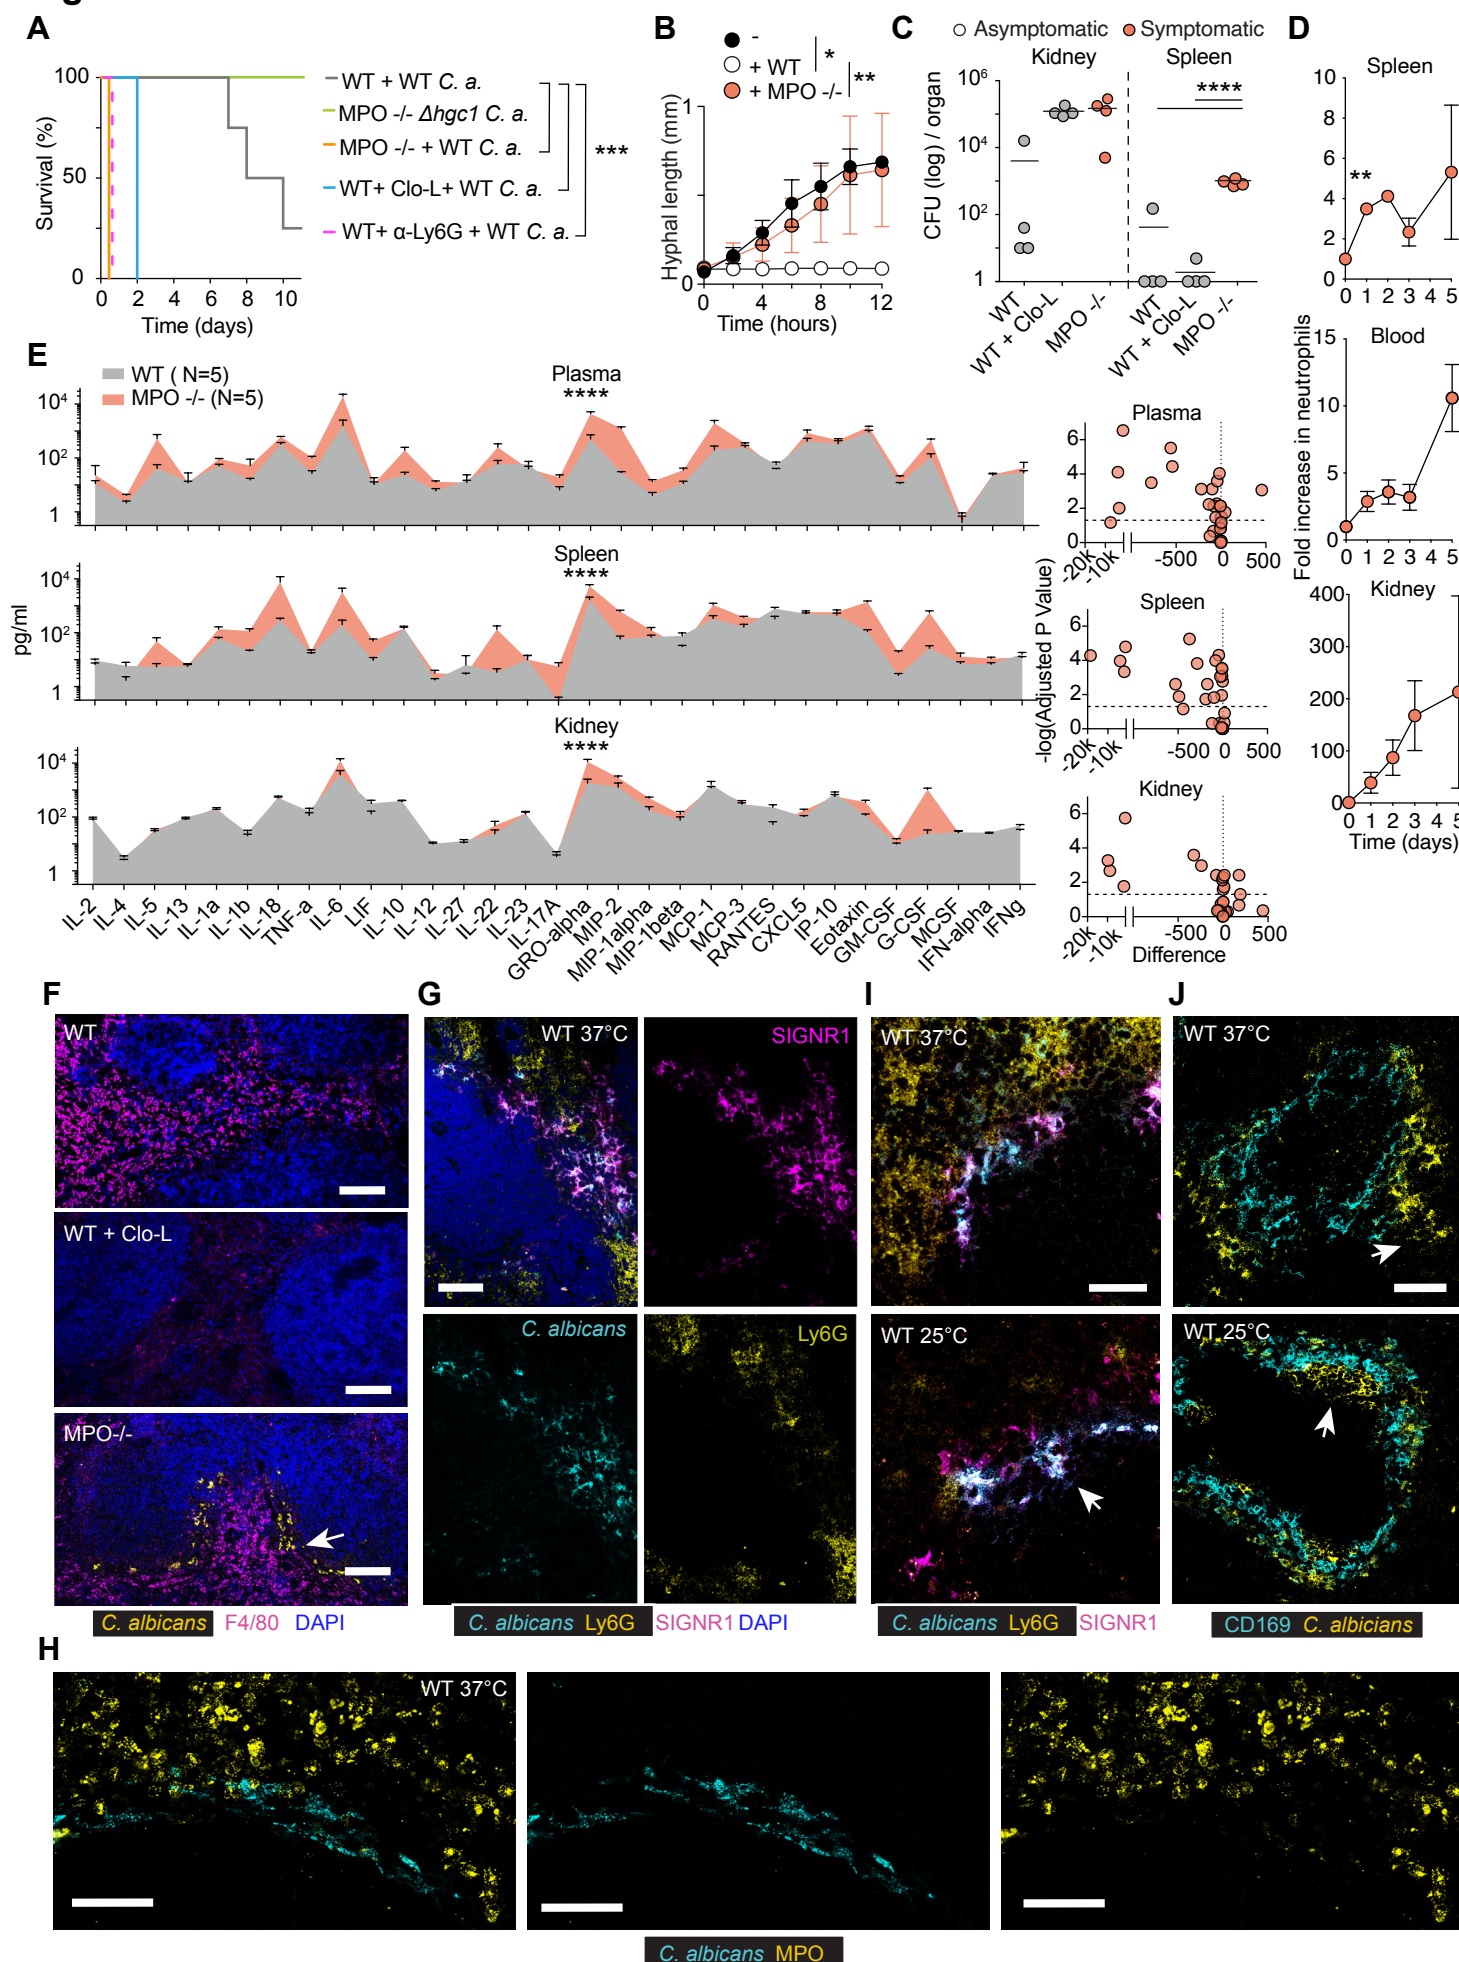 A
100
50
0
Survival (%)
0 2 4 6 8 10
Time (days)
WT + WT C. a.
MPO -/- Δhgc1 C. a.
MPO -/- + WT C. a.
WT+ Clo-L+ WT C. a.
WT+ α-Ly6G + WT C. a.
***
B
-
+ WT
+ MPO -/-
*
**
Hyphal length (mm)
1
0
0 4 8 12
Time (hours)
C
Asymptomatic Symptomatic
Kidney Spleen
****
CFU (log) / organ
10⁶
10⁴
10²
1
WT
WT + Clo-L
MPO -/-
WT
WT + Clo-L
MPO -/-
D
Spleen
10
8
6
4
2
0
**
0 1 2 3 5
Blood
15
10
5
0
0 1 2 3 5
Fold increase in neutrophils
Kidney
400
300
200
100
0
0 1 2 3 4 5
Time (days)
E
WT ( N=5)
MPO -/- (N=5)
Plasma
****
10⁴
10²
1
Spleen
****
10⁴
10²
1
pg/ml
Kidney
****
10⁴
10²
1
IL-2
IL-4
IL-5
IL-13
IL-1a
IL-1b
IL-18
TNF-a
IL-6
LIF
IL-10
IL-12
IL-27
IL-22
IL-23
IL-17A
GRO-alpha
MIP-2
MIP-1alpha
MIP-1beta
MCP-1
MCP-3
RANTES
CXCL5
IP-10
Eotaxin
GM-CSF
G-CSF
MCSF
IFN-alpha
IFNg
Plasma
6
4
2
0
-20k -10k -500 0 500
Spleen
6
4
2
0
-20k -10k -500 0 500
-log(Adjusted P Value)
Kidney
6
4
2
0
-20k -10k -500 0 500
Difference
F
WT
WT + Clo-L
MPO-/-
C. albicans F4/80 DAPI
G
WT 37°C
SIGNR1
C. albicans
Ly6G
C. albicans Ly6G SIGNR1 DAPI
I
WT 37°C
WT 25°C
C. albicans Ly6G SIGNR1
J
WT 37°C
WT 25°C
CD169 C. albicians
H
WT 37°C
C. albicans MPO